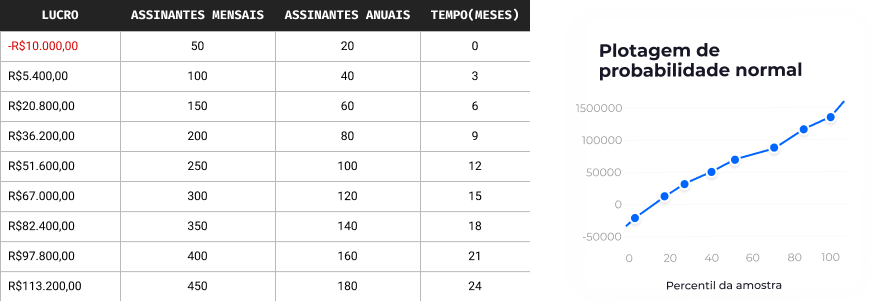 LUCRO ASSINANTES MENSAIS ASSINANTES ANUAIS TEMPO(MESES)
-R$10.000,00 50 20 0
R$5.400,00 100 40 3
R$20.800,00 150 60 6
R$36.200,00 200 80 9
R$51.600,00 250 100 12
R$67.000,00 300 120 15
R$82.400,00 350 140 18
R$97.800,00 400 160 21
R$113.200,00 450 180 24
Plotagem de
probabilidade normal
1500000
100000
50000
0
-50000
0 20 40 60 80 100
Percentil da amostra